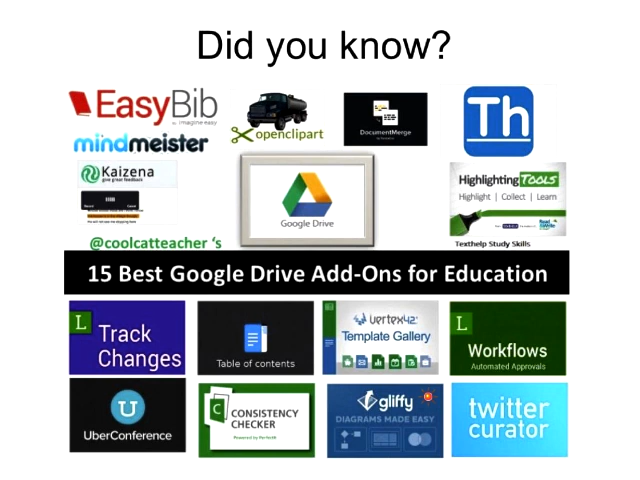 Did you know?
EasyBib
by imagine easy
openclipart
DocumentMerge
Th
mindmeister
Kaizena
give great feedback
Google Drive
Highlighting Tools
Highlight | Collect | Learn
Texthelp Study Skills
@coolcatteacher 's
15 Best Google Drive Add-Ons for Education
L
Track
Changes
Table of contents
vertex42
Template Gallery
L
Workflows
Automated Approvals
U
UberConference
C
CONSISTENCY
CHECKER
Powered by PerfectIt
gliffy
DIAGRAMS MADE EASY
twitter
curator